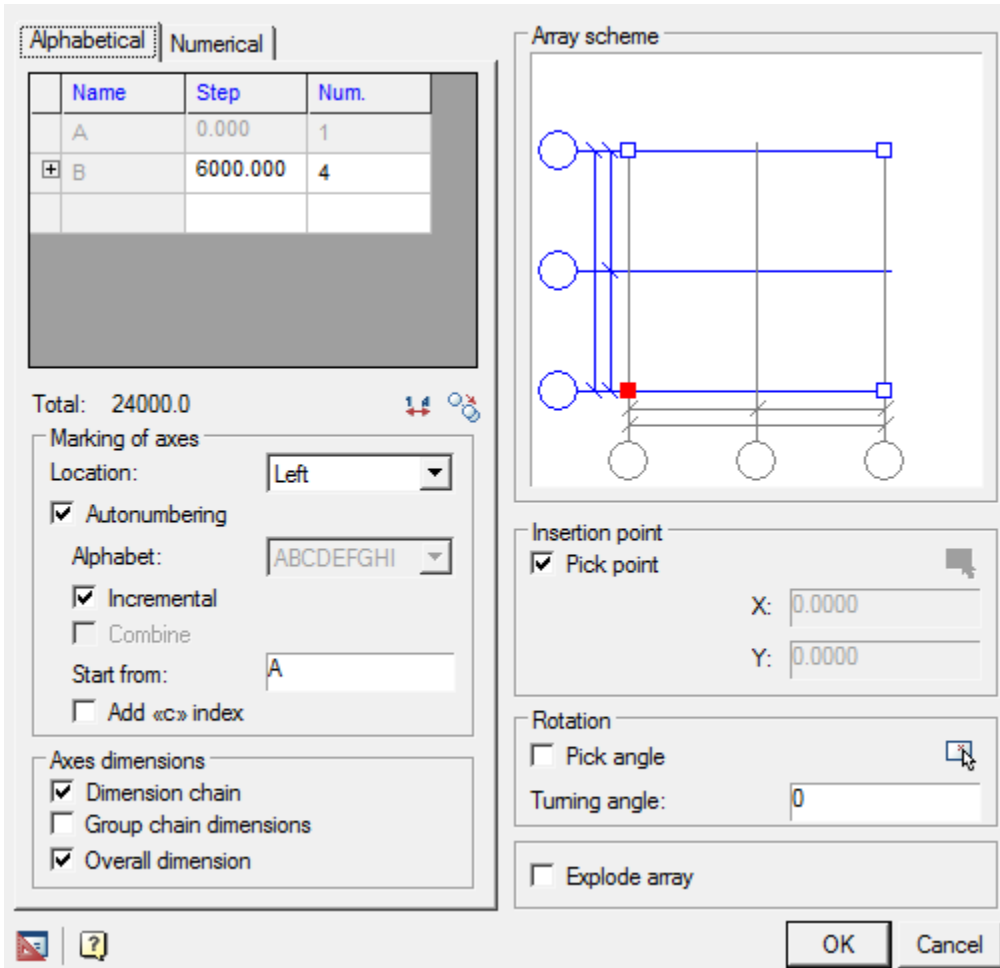 Alphabetical Numerical
Name Step Num.
A 0.000 1
B 6000.000 4
Total: 24000.0
Marking of axes
Location: Left
Autonumbering
Alphabet: ABCDEFGHI
Incremental
Combine
Start from: A
Add «c» index
Axes dimensions
Dimension chain
Group chain dimensions
Overall dimension
Array scheme
Insertion point
Pick point
X: 0.0000
Y: 0.0000
Rotation
Pick angle
Turning angle: 0
Explode array
OK Cancel